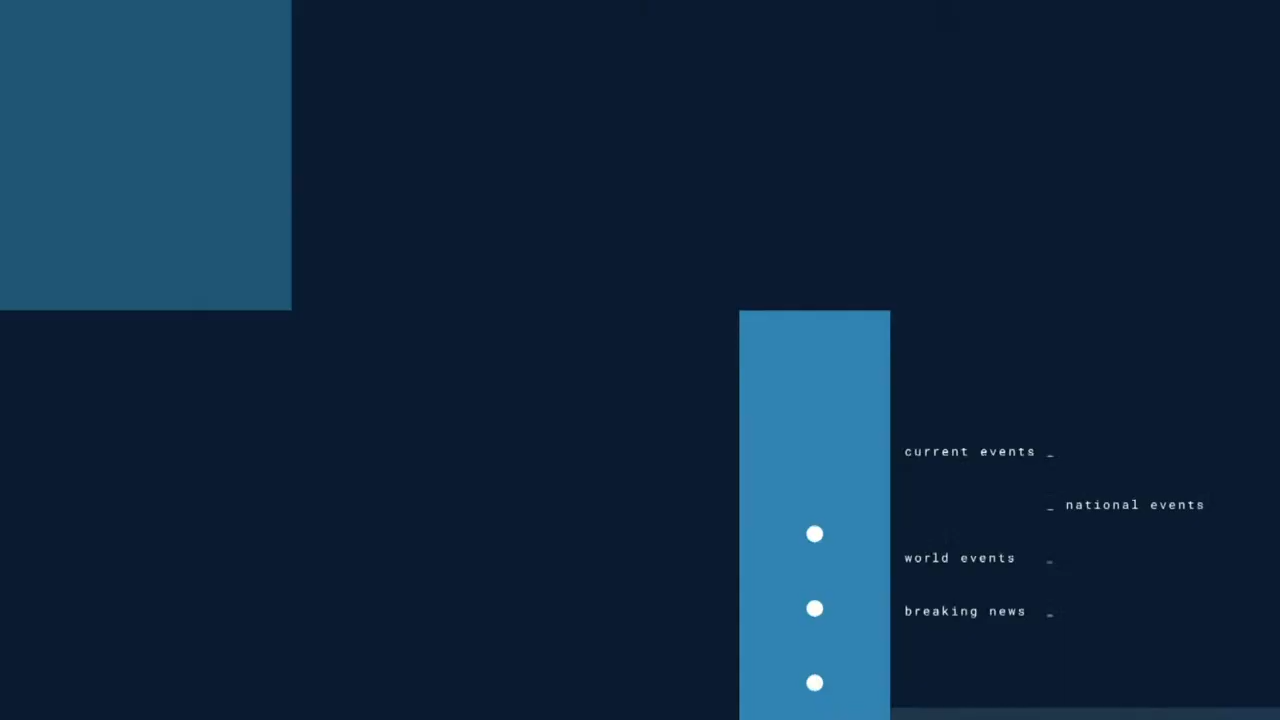 current events _
_ national events
world events _
breaking news _